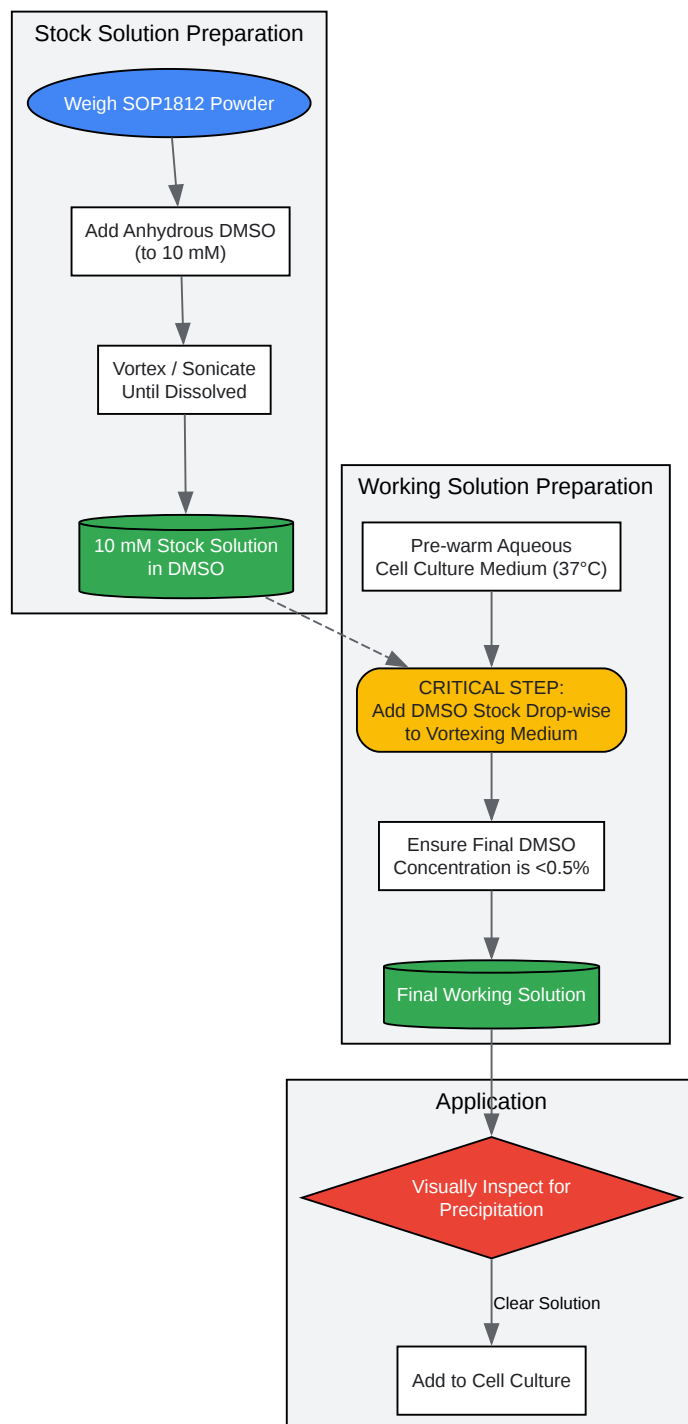 Stock Solution Preparation
Weigh SOP1812 Powder
Add Anhydrous DMSO
(to 10 mM)
Vortex / Sonicate
Until Dissolved
10 mM Stock Solution
in DMSO
Working Solution Preparation
Pre-warm Aqueous
Cell Culture Medium (37°C)
CRITICAL STEP:
Add DMSO Stock Drop-wise
to Vortexing Medium
Ensure Final DMSO
Concentration is <0.5%
Final Working Solution
Application
Visually Inspect for
Precipitation
Clear Solution
Add to Cell Culture